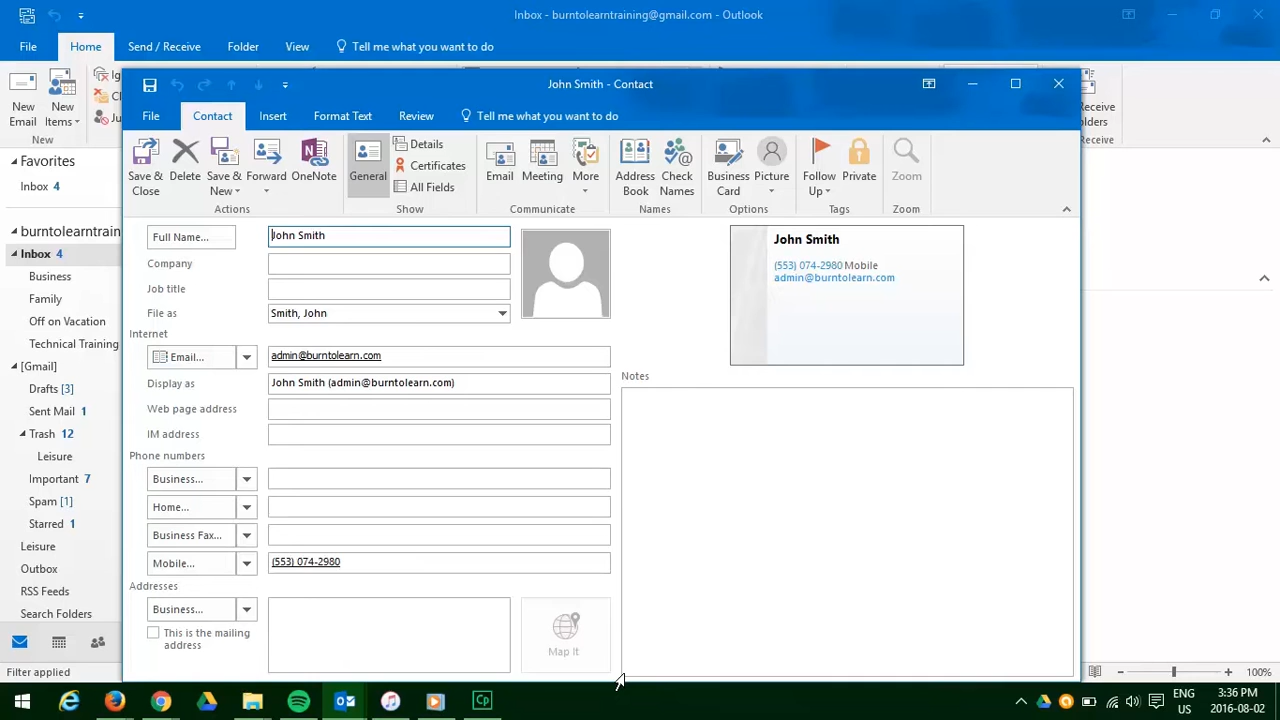 Inbox - burntolearntraining@gmail.com - Outlook
File Home Send / Receive Folder View Tell me what you want to do
New Email
New Items
New
Favorites
Inbox 4
burntolearntrain
Inbox 4
Business
Family
Off on Vacation
Technical Training
[Gmail]
Drafts [3]
Sent Mail 1
Trash 12
Leisure
Important 7
Spam [1]
Starred 1
Leisure
Outbox
RSS Feeds
Search Folders
Filter applied
John Smith - Contact
File Contact Insert Format Text Review Tell me what you want to do
Save & Close
Delete
Save & New
Forward
OneNote
Actions
General
Details
Certificates
All Fields
Show
Email
Meeting
More
Communicate
Address Book
Check Names
Names
Business Card
Picture
Options
Follow Up
Private
Tags
Zoom
Zoom
Receive
Receive
Full Name... John Smith
Company
Job title
File as Smith, John
Internet
Email... admin@burntolearn.com
Display as John Smith (admin@burntolearn.com)
Web page address
IM address
Phone numbers
Business...
Home...
Business Fax...
Mobile... (553) 074-2980
Addresses
Business...
This is the mailing address
Map It
John Smith
(553) 074-2980 Mobile
admin@burntolearn.com
Notes
100%
Cp
ENG
US
3:36 PM
2016-08-02